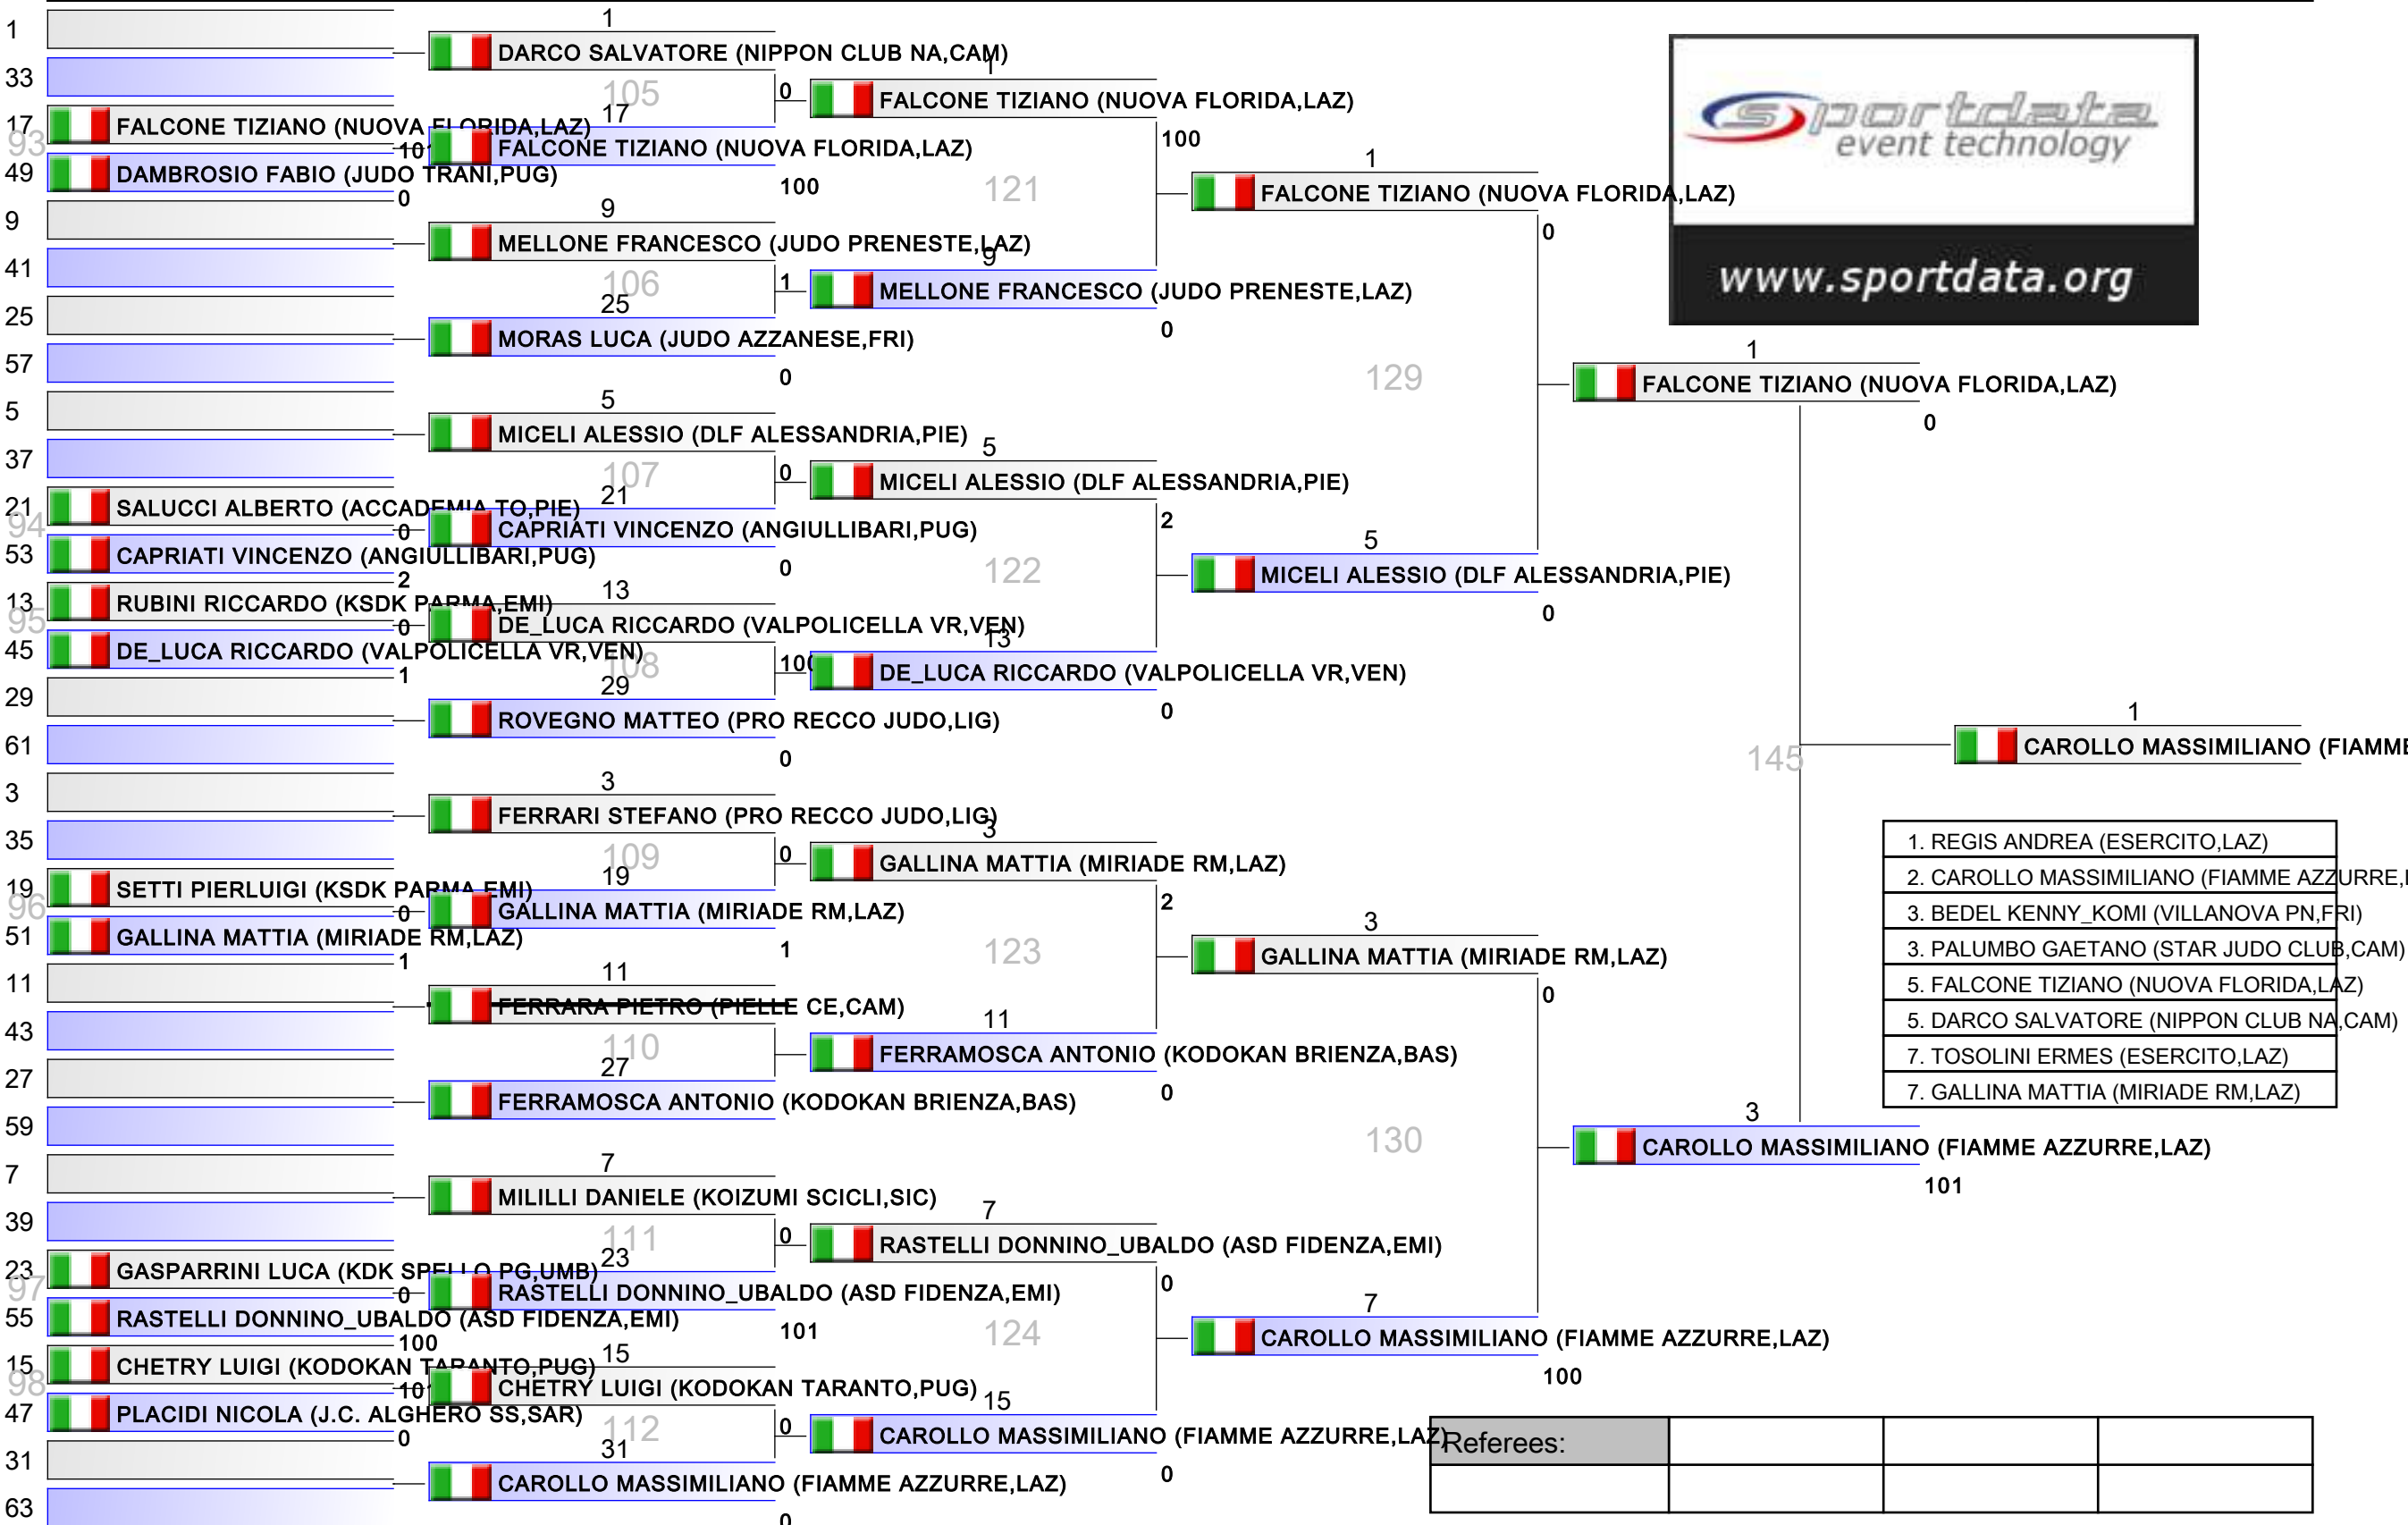 1
33
17
FALCONE TIZIANO (NUOVA FLORIDA,LAZ)
93
101
49
DAMBROSIO FABIO (JUDO TRANI,PUG)
0
9
41
25
57
5
37
21
SALUCCI ALBERTO (ACCADEMIA TO,PIE)
94
0
53
CAPRIATI VINCENZO (ANGIULLIBARI,PUG)
2
13
RUBINI RICCARDO (KSDK PARMA,EMI)
95
0
45
DE_LUCA RICCARDO (VALPOLICELLA VR,VEN)
1
29
61
3
35
19
SETTI PIERLUIGI (KSDK PARMA,EMI)
96
0
51
GALLINA MATTIA (MIRIADE RM,LAZ)
1
11
43
27
59
7
39
23
GASPARRINI LUCA (KDK SPELLO PG,UMB)
97
0
55
RASTELLI DONNINO_UBALDO (ASD FIDENZA,EMI)
100
15
CHETRY LUIGI (KODOKAN TARANTO,PUG)
98
101
47
PLACIDI NICOLA (J.C. ALGHERO SS,SAR)
0
31
63
1
DARCO SALVATORE (NIPPON CLUB NA,CAM)
105
0
17
FALCONE TIZIANO (NUOVA FLORIDA,LAZ)
100
9
MELLONE FRANCESCO (JUDO PRENESTE,LAZ)
106
1
25
MORAS LUCA (JUDO AZZANESE,FRI)
0
5
MICELI ALESSIO (DLF ALESSANDRIA,PIE)
107
0
21
CAPRIATI VINCENZO (ANGIULLIBARI,PUG)
0
13
DE_LUCA RICCARDO (VALPOLICELLA VR,VEN)
108
100
29
ROVEGNO MATTEO (PRO RECCO JUDO,LIG)
0
3
FERRARI STEFANO (PRO RECCO JUDO,LIG)
109
0
19
GALLINA MATTIA (MIRIADE RM,LAZ)
1
11
FERRARA PIETRO (PIELLE CE,CAM)
110
27
FERRAMOSCA ANTONIO (KODOKAN BRIENZA,BAS)
7
MILILLI DANIELE (KOIZUMI SCICLI,SIC)
111
0
23
RASTELLI DONNINO_UBALDO (ASD FIDENZA,EMI)
101
15
CHETRY LUIGI (KODOKAN TARANTO,PUG)
112
0
31
CAROLLO MASSIMILIANO (FIAMME AZZURRE,LAZ)
0
1
FALCONE TIZIANO (NUOVA FLORIDA,LAZ)
100
121
9
MELLONE FRANCESCO (JUDO PRENESTE,LAZ)
0
5
MICELI ALESSIO (DLF ALESSANDRIA,PIE)
2
122
13
DE_LUCA RICCARDO (VALPOLICELLA VR,VEN)
0
3
GALLINA MATTIA (MIRIADE RM,LAZ)
2
123
11
FERRAMOSCA ANTONIO (KODOKAN BRIENZA,BAS)
0
7
RASTELLI DONNINO_UBALDO (ASD FIDENZA,EMI)
0
124
15
CAROLLO MASSIMILIANO (FIAMME AZZURRE,LAZ)
0
1
FALCONE TIZIANO (NUOVA FLORIDA,LAZ)
0
129
5
MICELI ALESSIO (DLF ALESSANDRIA,PIE)
0
3
GALLINA MATTIA (MIRIADE RM,LAZ)
0
130
7
CAROLLO MASSIMILIANO (FIAMME AZZURRE,LAZ)
100
sportdata
event technology
www.sportdata.org
1
FALCONE TIZIANO (NUOVA FLORIDA,LAZ)
0
145
3
CAROLLO MASSIMILIANO (FIAMME AZZURRE,LAZ)
101
1
CAROLLO MASSIMILIANO (FIAMME
1. REGIS ANDREA (ESERCITO,LAZ)
2. CAROLLO MASSIMILIANO (FIAMME AZZURRE,
3. BEDEL KENNY_KOMI (VILLANOVA PN,FRI)
3. PALUMBO GAETANO (STAR JUDO CLUB,CAM)
5. FALCONE TIZIANO (NUOVA FLORIDA,LAZ)
5. DARCO SALVATORE (NIPPON CLUB NA,CAM)
7. TOSOLINI ERMES (ESERCITO,LAZ)
7. GALLINA MATTIA (MIRIADE RM,LAZ)
Referees: